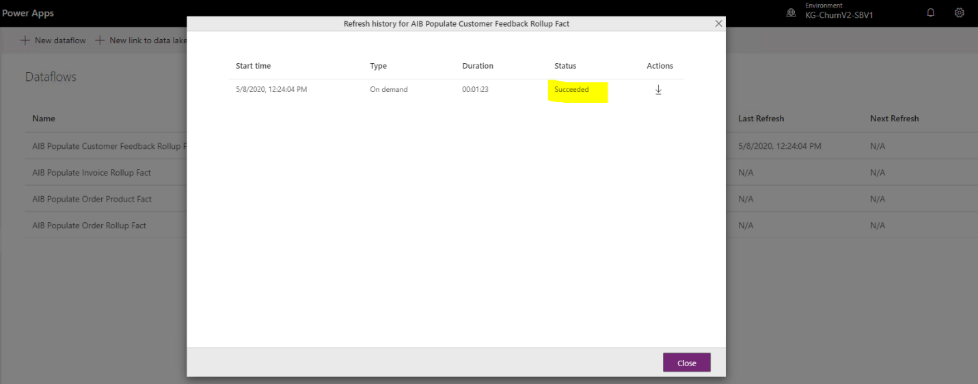 Power Apps
Environment
KG-ChurnV2-SBV1
Refresh history for AIB Populate Customer Feedback Rollup Fact
New dataflow New link to data lake
Dataflows
Start time Type Duration Status Actions
5/8/2020, 12:24:04 PM On demand 00:01:23 Succeeded
Name Last Refresh Next Refresh
AIB Populate Customer Feedback Rollup F 5/8/2020, 12:24:04 PM N/A
AIB Populate Invoice Rollup Fact N/A N/A
AIB Populate Order Product Fact N/A N/A
AIB Populate Order Rollup Fact N/A N/A
Close